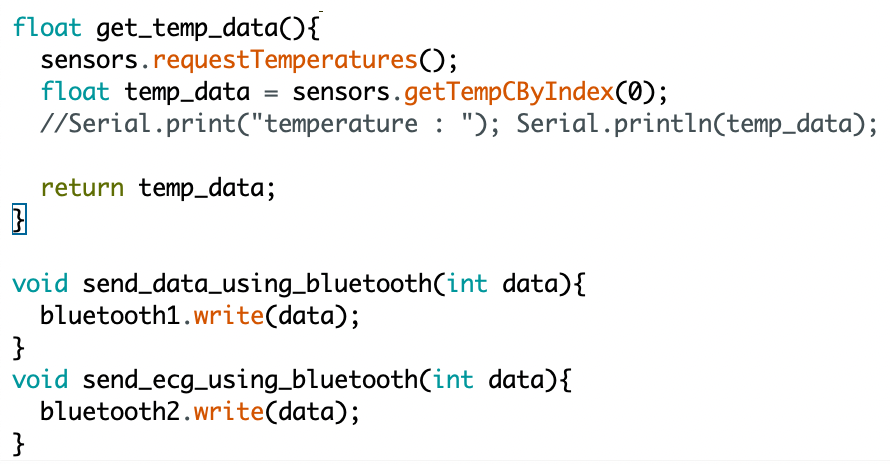 float get_temp_data(){
  sensors.requestTemperatures();
  float temp_data = sensors.getTempCByIndex(0);
  //Serial.print("temperature : "); Serial.println(temp_data);

  return temp_data;
}

void send_data_using_bluetooth(int data){
  bluetooth1.write(data);
}
void send_ecg_using_bluetooth(int data){
  bluetooth2.write(data);
}